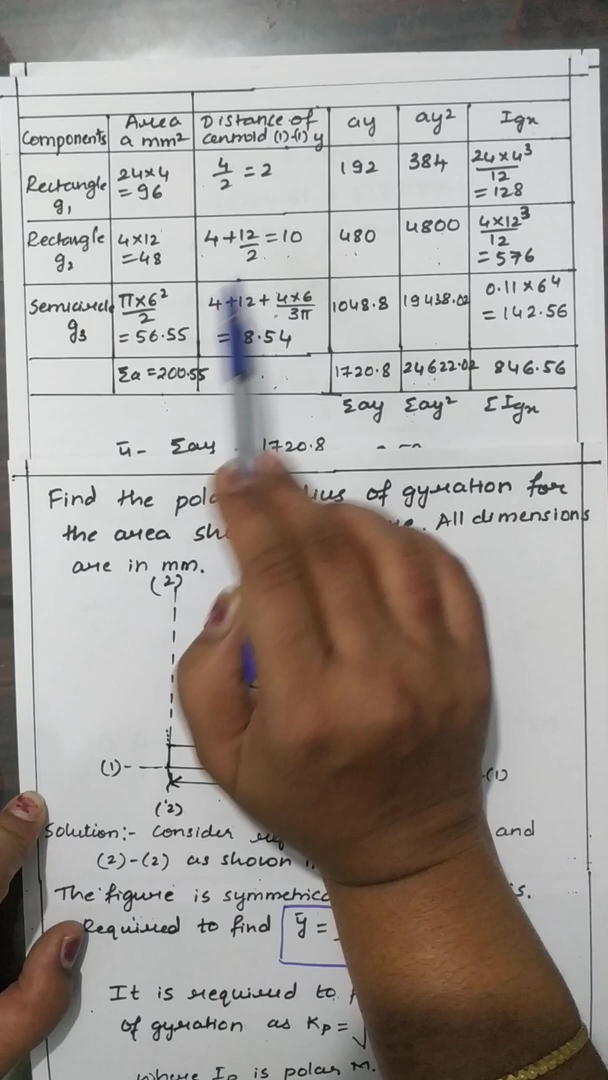 Components Area a mm² Distance of centroid (1)-(1) y ay ay² Igx
Rectangle g₁ 24×4 = 96 4/2 = 2 192 384 24×4³/12 = 128
Rectangle g₂ 4×12 = 48 4+12/2 = 10 480 4800 4×12³/12 = 576
Semicircle g₃ π×6²/2 = 56.55 4+12+4×6/3π = 8.54 1048.8 19438.02 0.11×6⁴ = 142.56
Σa = 200.55 1720.8 24622.02 846.56
Σay Σay² ΣIgx
Σay 1720.8
Find the of gyration for
the area All dimensions
are in mm.
(2)
(1)- -(1)
(2)
Solution:- Consider and
(2)-(2) as shown
The figure is
Required to find ȳ =
It is required to
of gyration as Kp = √
where Ip is polar M.